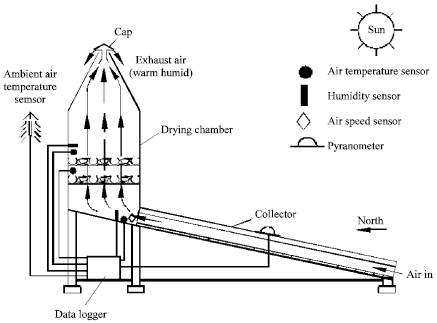 Cap
Sun
Ambient air
temperature
semsor
Exhaust air
(warm humid)
Air temperature sensor
Humidity sensor
Air speed sensor
Pyranometer
Drying chamber
Collector
North
Air in
Data logger